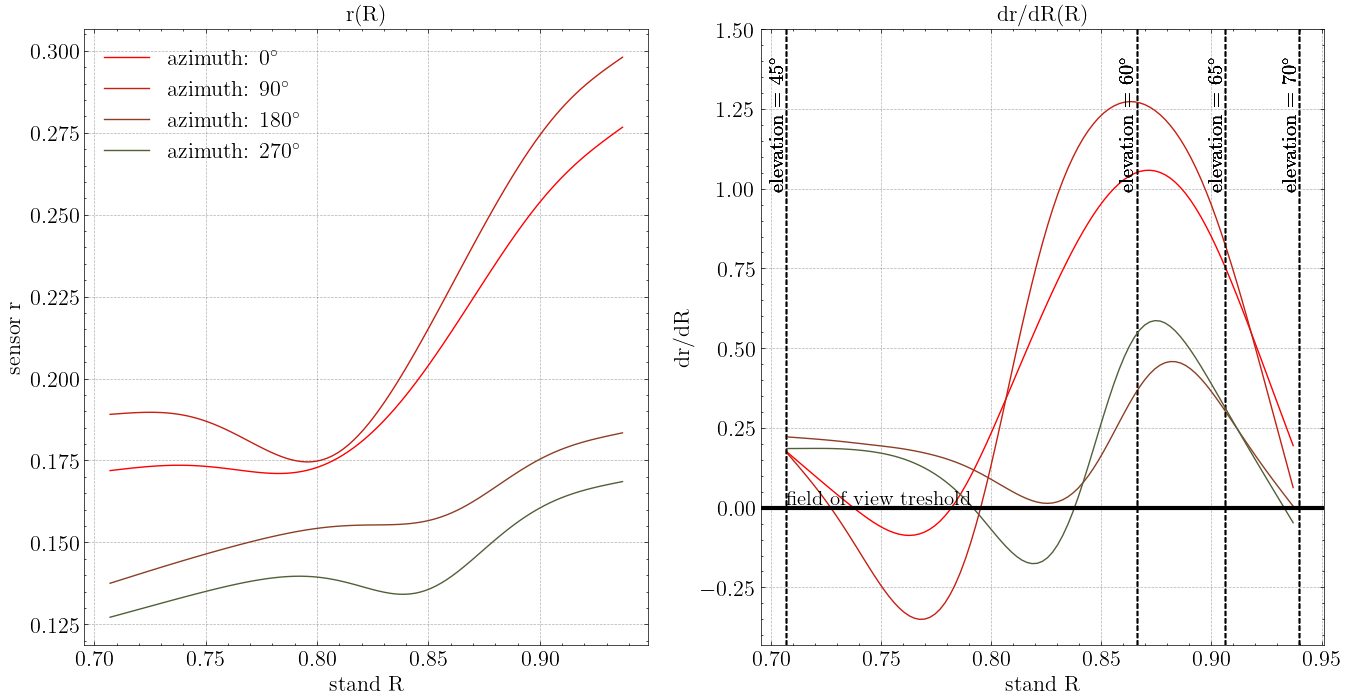 r(R)
0.300
0.275
0.250
0.225
0.200
0.175
0.150
0.125
sensor r
azimuth: 0°
azimuth: 90°
azimuth: 180°
azimuth: 270°
0.70
0.75
0.80
0.85
0.90
stand R
dr/dR(R)
1.50
1.25
1.00
0.75
0.50
0.25
0.00
−0.25
dr/dR
elevation = 45°
elevation = 60°
elevation = 65°
elevation = 70°
field of view treshold
0.70
0.75
0.80
0.85
0.90
0.95
stand R